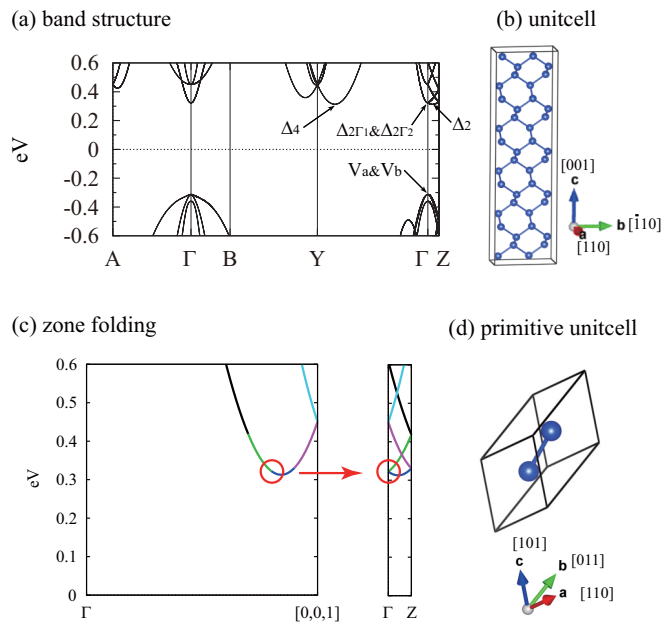 (a) band structure
(b) unitcell
0.6
0.4
0.2
0
-0.2
-0.4
-0.6
eV
Δ4
Δ2Γ1&Δ2Γ2
Δ2
Va&Vb
A
Γ
B
Y
Γ
Z
[001]
c
b [1̄10]
a
[110]
(c) zone folding
(d) primitive unitcell
0.6
0.5
0.4
0.3
0.2
0.1
0
eV
Γ
[0,0,1]
Γ
Z
[101]
c
b [011]
a [110]